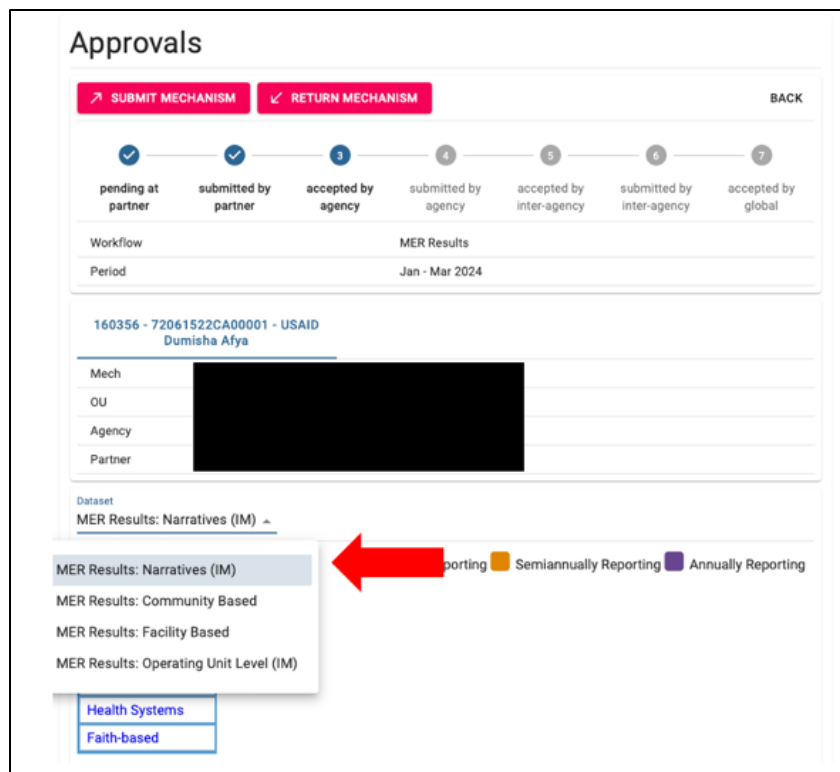 Approvals
SUBMIT MECHANISM
RETURN MECHANISM
BACK
3
4
5
6
7
pending at
partner
submitted by
partner
accepted by
agency
submitted by
agency
accepted by
inter-agency
submitted by
inter-agency
accepted by
global
Workflow
MER Results
Period
Jan - Mar 2024
160356 - 72061522CA00001 - USAID
Dumisha Afya
Mech
OU
Agency
Partner
Dataset
MER Results: Narratives (IM)
MER Results: Narratives (IM)
porting
Semiannually Reporting
Annually Reporting
MER Results: Community Based
MER Results: Facility Based
MER Results: Operating Unit Level (IM)
Health Systems
Faith-based